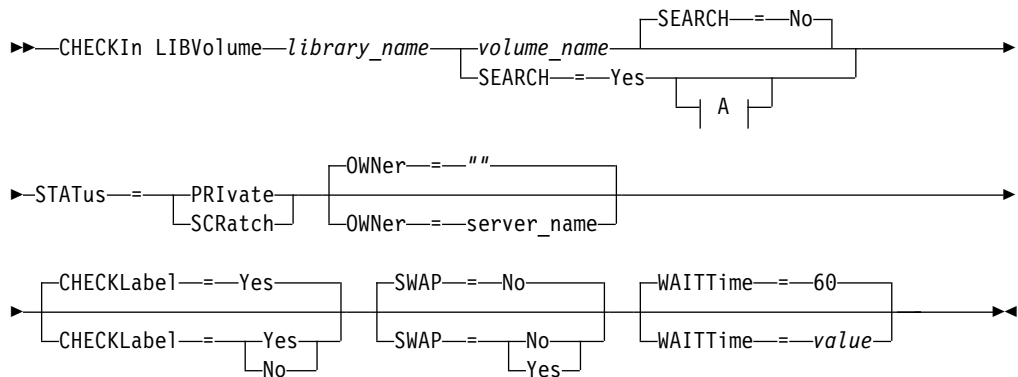 SEARCH = No
CHECKIn LIBVolume library_name volume_name
SEARCH = Yes
A
OWNer = ""
STATus = PRIvate
SCRatch OWNer = server_name
CHECKLabel = Yes SWAP = No WAITTime = 60
CHECKLabel = Yes SWAP = No WAITTime = value
No Yes